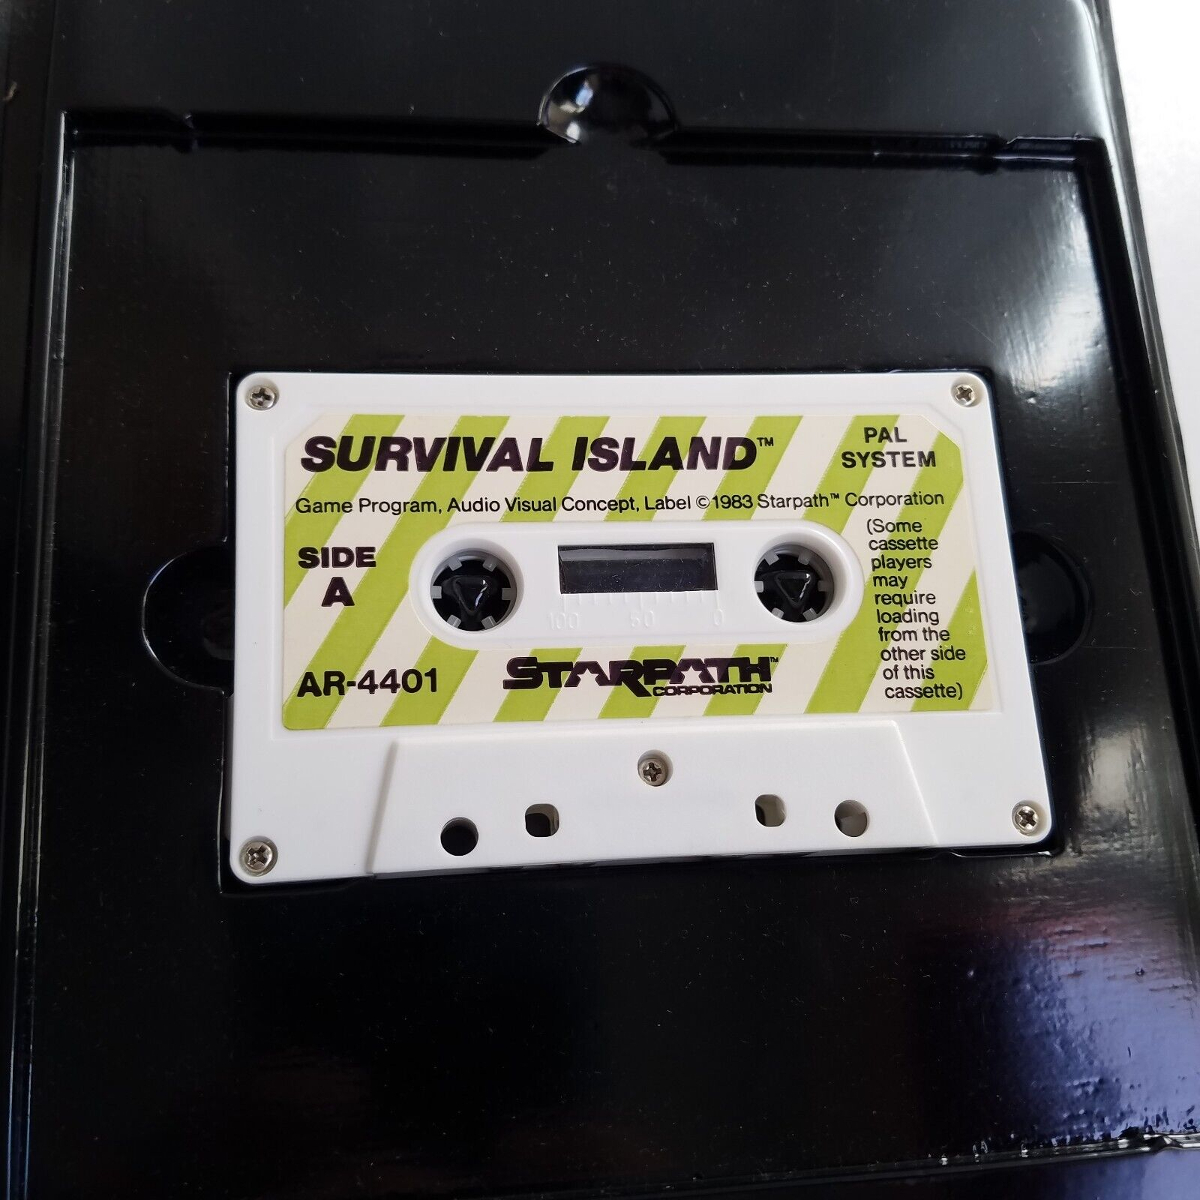 SURVIVAL ISLAND™
PAL
SYSTEM
Game Program, Audio Visual Concept, Label ©1983 Starpath™ Corporation
SIDE
A
(Some
cassette
players
may
require
loading
from the
other side
of this
cassette)
100 50 0
AR-4401
STARPATH™
CORPORATION